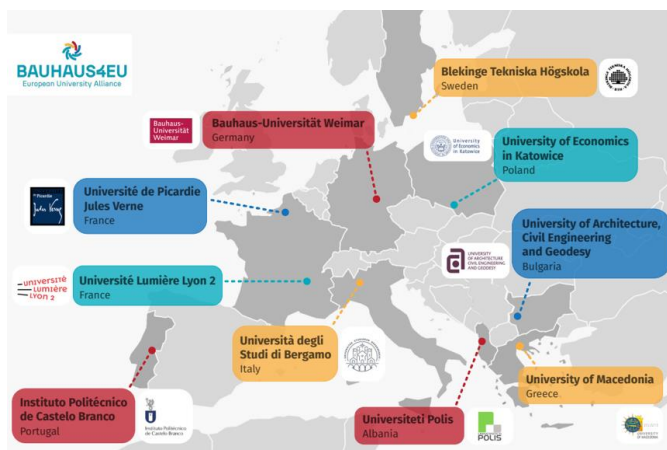 BAUHAUS4EU
European University Alliance
Blekinge Tekniska Högskola
Sweden
Bauhaus-
Universität
Weimar
Bauhaus-Universität Weimar
Germany
University
of Economics
in Katowice
University of Economics
in Katowice
Poland
Université de Picardie
Jules Verne
France
University of Architecture,
Civil Engineering
and Geodesy
Bulgaria
UNIVERSITY
OF ARCHITECTURE
CIVIL ENGINEERING
AND GEODESY
UNIVERSITÉ
LUMIÈRE
LYON 2
Université Lumière Lyon 2
France
Università degli
Studi di Bergamo
Italy
University of Macedonia
Greece
Instituto Politécnico
de Castelo Branco
Portugal
Instituto Politécnico
de Castelo Branco
Universiteti Polis
Albania
POLIS